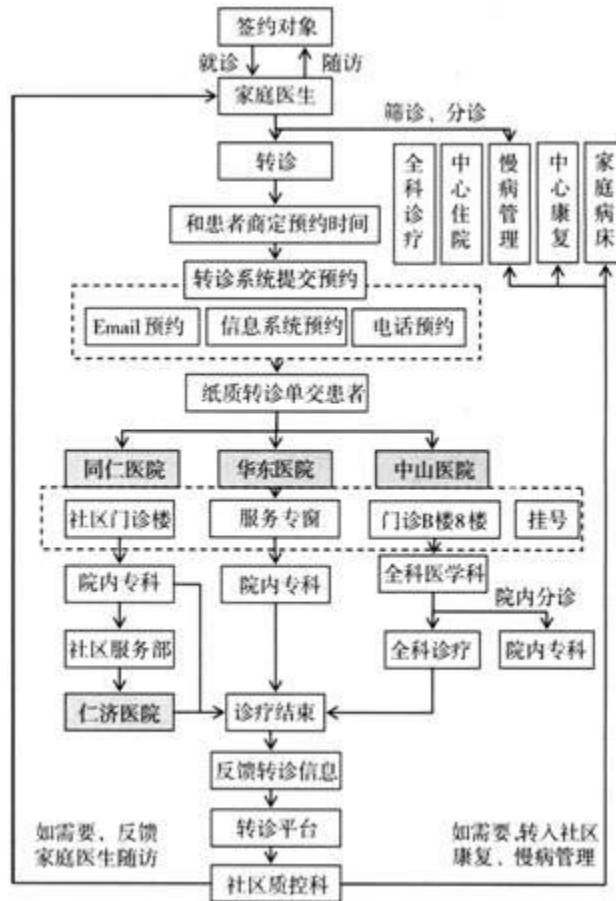 签约对象
就诊
随访
家庭医生
筛诊、分诊
转诊
全科诊疗
中心住院
慢病管理
中心康复
家庭病床
和患者商定预约时间
转诊系统提交预约
Email 预约
信息系统预约
电话预约
纸质转诊单交患者
同仁医院
华东医院
中山医院
社区门诊楼
服务专窗
门诊B楼8楼
挂号
院内专科
院内专科
全科医学科
院内分诊
社区服务部
全科诊疗
院内专科
仁济医院
诊疗结束
反馈转诊信息
转诊平台
如需要、反馈
家庭医生随访
如需要,转入社区
康复、慢病管理
社区质控科